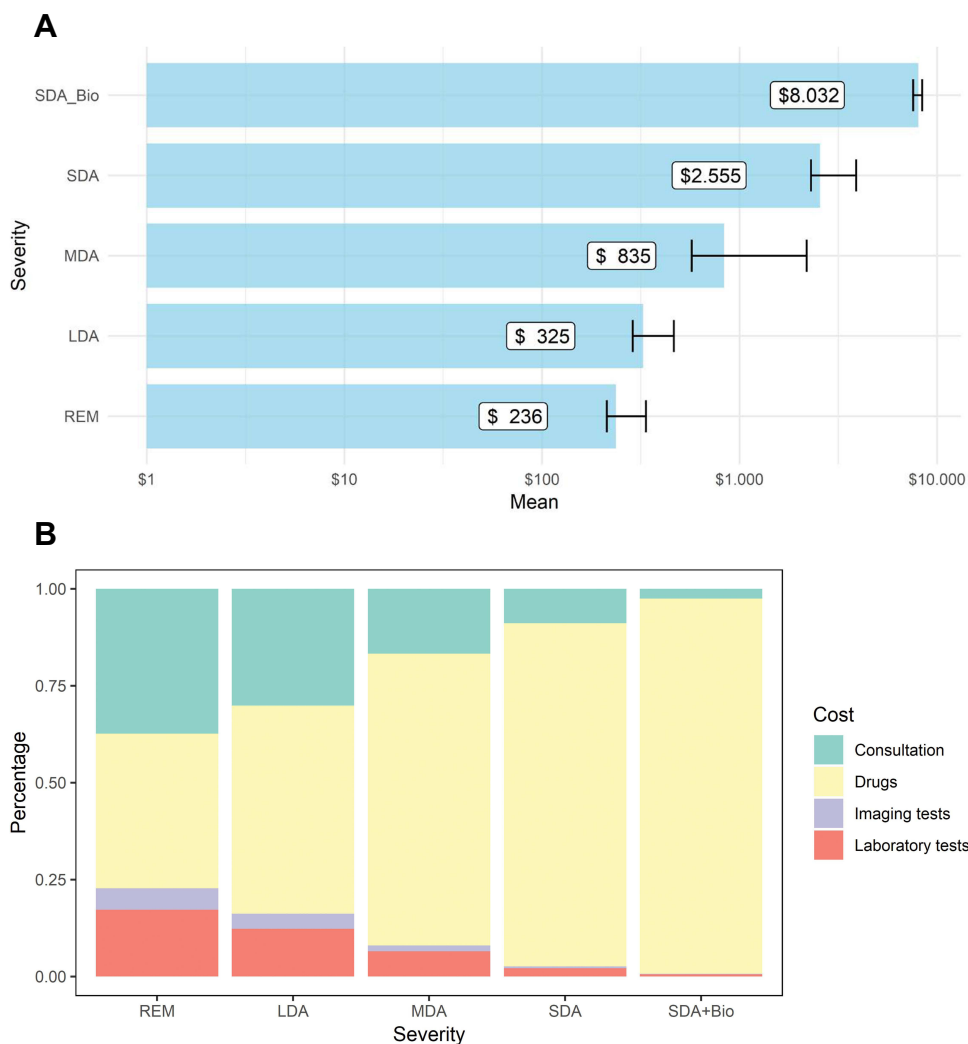 A
SDA_Bio
$8.032
SDA
$2.555
MDA
$ 835
LDA
$ 325
REM
$ 236
Severity
$1 $10 $100 $1.000 $10.000
Mean
B
1.00
0.75
0.50
0.25
0.00
Percentage
REM LDA MDA SDA SDA+Bio
Severity
Cost
Consultation
Drugs
Imaging tests
Laboratory tests